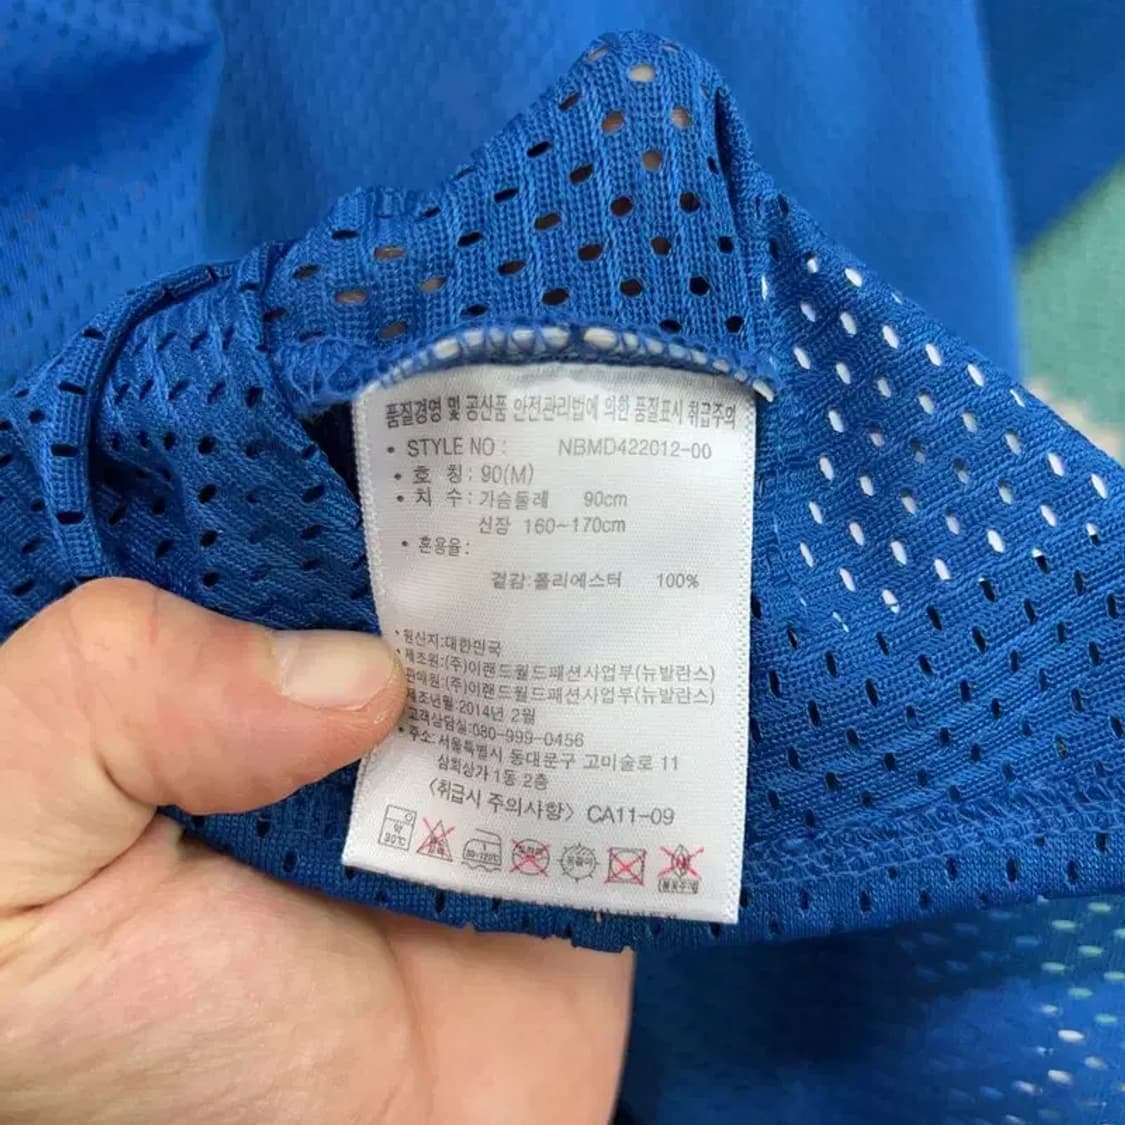 품질경영 및 공산품 안전관리법에 의한 품질표시 취급주의
• STYLE NO : NBMD422012-00
• 호 칭 : 90(M)
• 치 수 : 가슴둘레 90cm
신장 160~170cm
• 혼용율:
겉감:폴리에스터 100%
• 원산지:대한민국
• 제조원:(주)이랜드월드패션사업부(뉴발란스)
판매원:(주)이랜드월드패션사업부(뉴발란스)
제조년월:2014년 2월
고객상담실:080-999-0456
• 주소:서울특별시 동대문구 고미술로 11
삼희상가 1동 2층
〈취급시 주의사항〉 CA11-09
약 30℃ 80~120℃